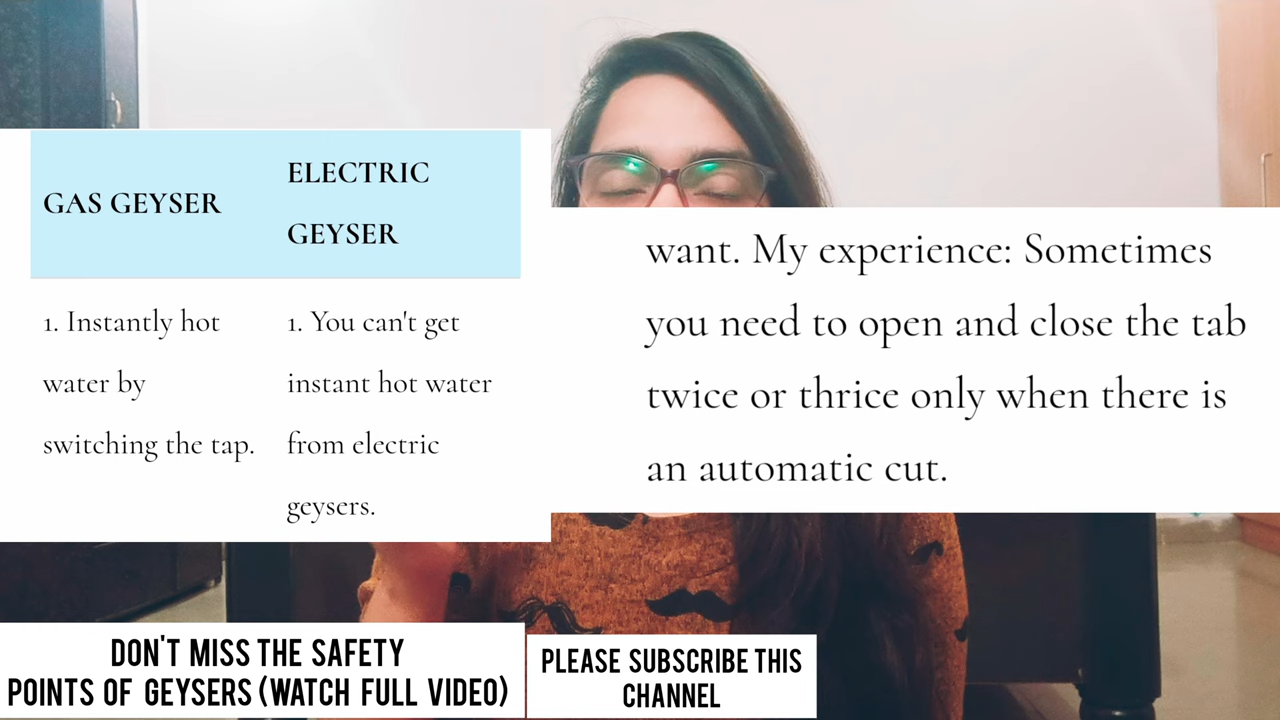 GAS GEYSER
ELECTRIC
GEYSER
1. Instantly hot
water by
switching the tap.
1. You can't get
instant hot water
from electric
geysers.
want. My experience: Sometimes
you need to open and close the tab
twice or thrice only when there is
an automatic cut.
DON'T MISS THE SAFETY
POINTS OF GEYSERS (WATCH FULL VIDEO)
PLEASE SUBSCRIBE THIS
CHANNEL